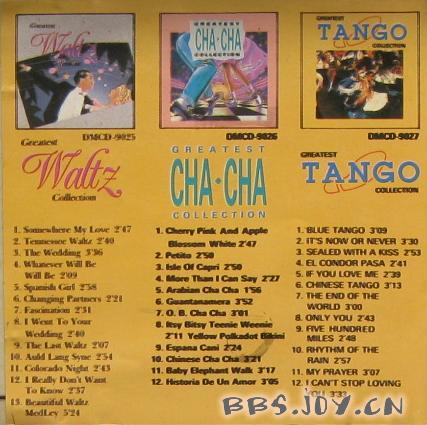 Greatest
Waltz
Collection
GREATEST
CHA·CHA
COLLECTION
GREATEST
TANGO
COLLECTION
DMCD-9025
DMCD-9026
DMCD-9027
Greatest
Waltz
Collection
1. Somewhere My Love 2'47
2. Tennessee Waltz 2'40
3. The Wedding 3'36
4. Whatever Will Be
Will Be 2'09
5. Spanish Girl 2'58
6. Changing Partners 2'21
7. Fascination 2'31
8. I Went To Your
Wedding 2'40
9. The Last Waltz 2'07
10. Auld Lang Syne 2'54
11. Colorado Night 2'43
12. I Really Don't Want
To Know 2'37
13. Beautiful Waltz
Medley 5'24
GREATEST
CHA·CHA
COLLECTION
1. Cherry Pink And Apple
Blossom White 2'47
2. Petito 2'50
3. Isle Of Capri 2'50
4. More Than I Can Say 2'27
5. Arabian Cha Cha 1'56
6. Guantanamera 2'52
7. O. B. Cha Cha 3'01
8. Itsy Bitsy Teenie Weenie
2'11 Yellow Polkadot Bikini
9. Espana Cani 2'24
10. Chinese Cha Cha 3'21
11. Baby Elephant Walk 3'17
12. Historia De Un Amor 3'05
GREATEST
TANGO
COLLECTION
1. BLUE TANGO 3'09
2. IT'S NOW OR NEVER 3'30
3. SEALED WITH A KISS 2'53
4. EL CONDOR PASA 2'41
5. IF YOU LOVE ME 2'39
6. CHINESE TANGO 3'13
7. THE END OF THE
WORLD 3'00
8. ONLY YOU 2'43
9. FIVE HUNDRED
MILES 2'48
10. RHYTHM OF THE
RAIN 2'57
11. MY PRAYER 3'07
12. I CAN'T STOP LOVING
YOU
BBS.JOY.CN